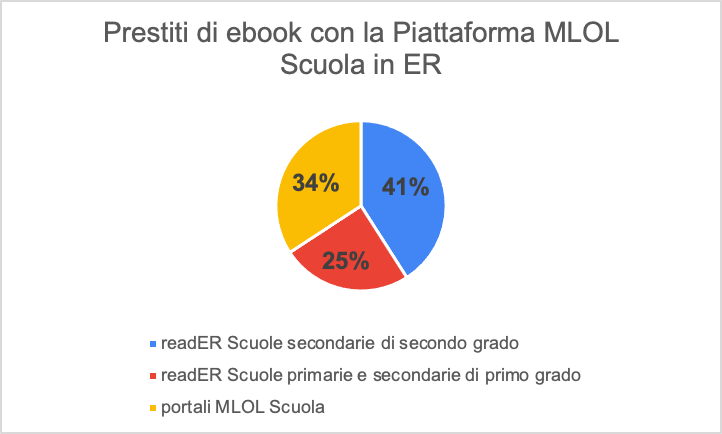 Prestiti di ebook con la Piattaforma MLOL
Scuola in ER
34%
41%
25%
readER Scuole secondarie di secondo grado
readER Scuole primarie e secondarie di primo grado
portali MLOL Scuola